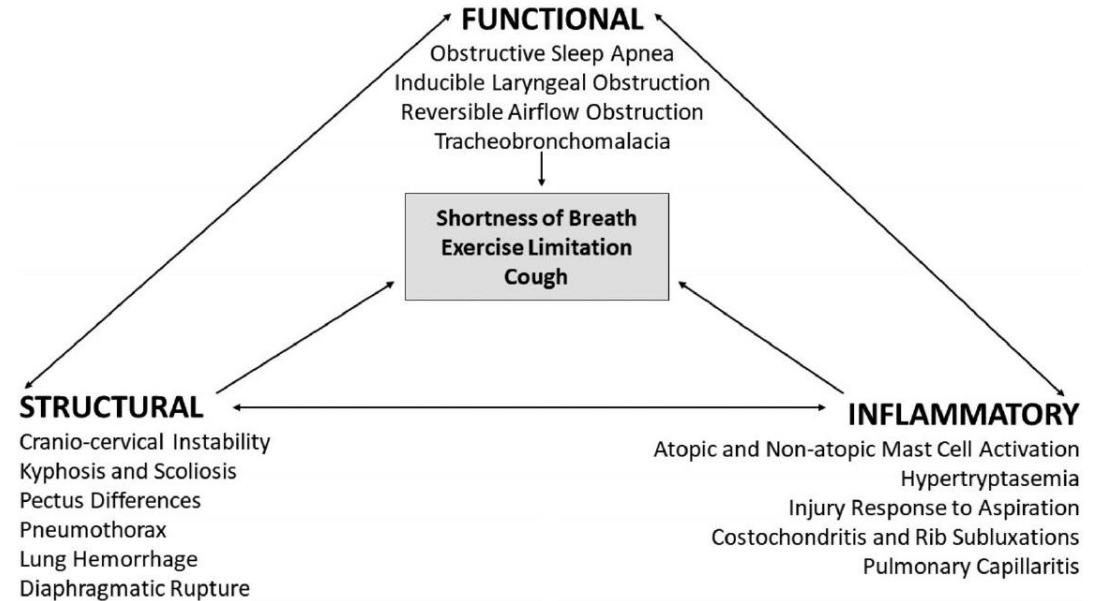 FUNCTIONAL
Obstructive Sleep Apnea
Inducible Laryngeal Obstruction
Reversible Airflow Obstruction
Tracheobronchomalacia
Shortness of Breath
Exercise Limitation
Cough
STRUCTURAL
Cranio-cervical Instability
Kyphosis and Scoliosis
Pectus Differences
Pneumothorax
Lung Hemorrhage
Diaphragmatic Rupture
INFLAMMATORY
Atopic and Non-atopic Mast Cell Activation
Hypertryptasemia
Injury Response to Aspiration
Costochondritis and Rib Subluxations
Pulmonary Capillaritis